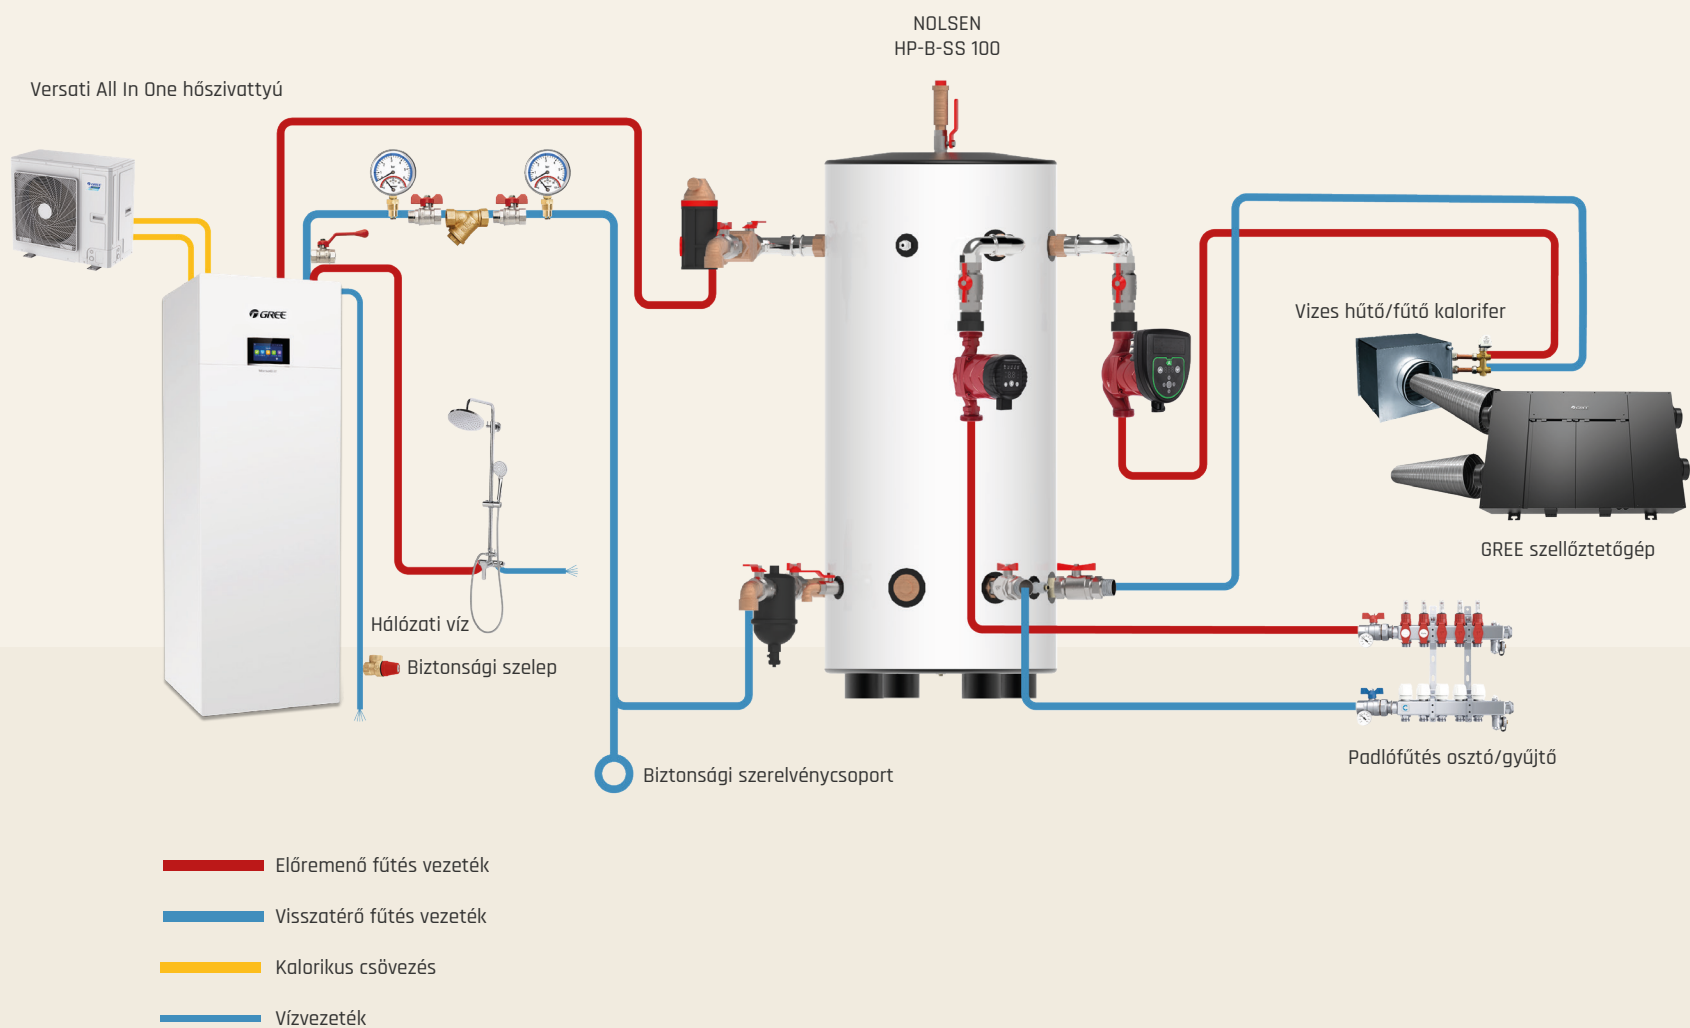 NOLSEN
HP-B-SS 100
Versati All In One hőszivattyú
GREE
Vizes hűtő/fűtő kalorifer
GREE szellőztetőgép
Hálózati víz
Biztonsági szelep
Padlófűtés osztó/gyűjtő
Biztonsági szerelvénycsoport
Előremenő fűtés vezeték
Visszatérő fűtés vezeték
Kalorikus csövezés
Vízvezeték